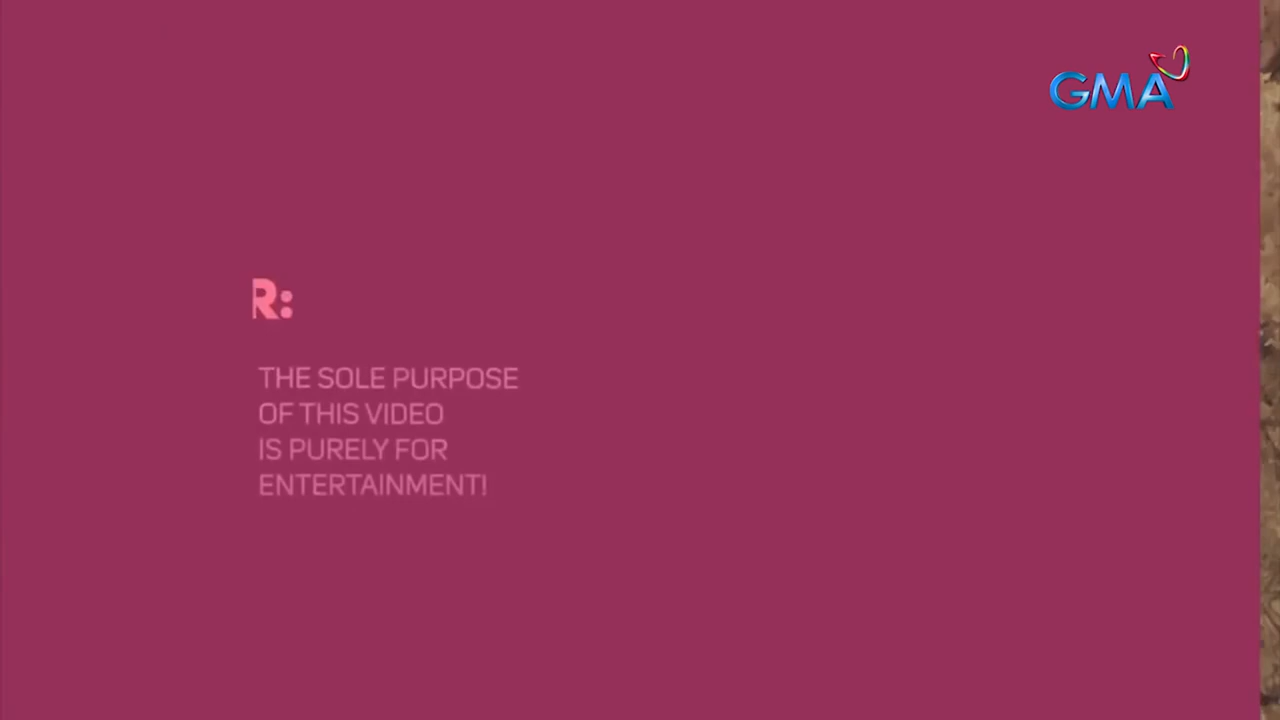 GMA
R:
THE SOLE PURPOSE
OF THIS VIDEO
IS PURELY FOR
ENTERTAINMENT!